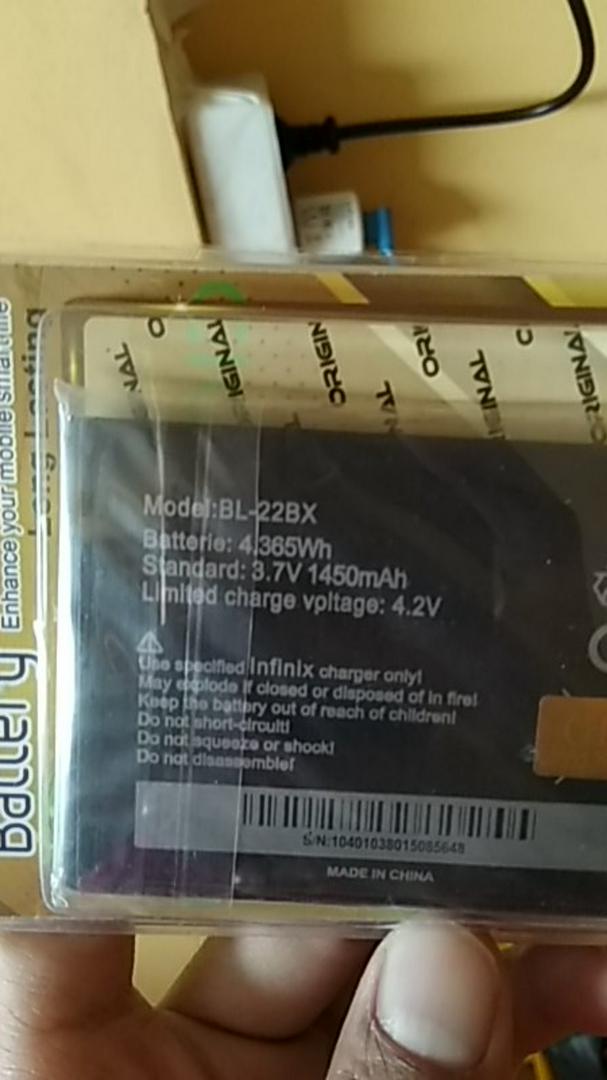 Enhance your mobile smart life
Long Lasting
Battery
ORIGINAL
Model:BL-22BX
Batterie: 4.365Wh
Standard: 3.7V 1450mAh
Limited charge vpltage: 4.2V
Use specified Infinix charger only!
May explode if closed or disposed of in fire!
Keep the battery out of reach of children!
Do not short-circuit!
Do not squeeze or shock!
Do not disassemble!
S/N:10401038015085648
MADE IN CHINA